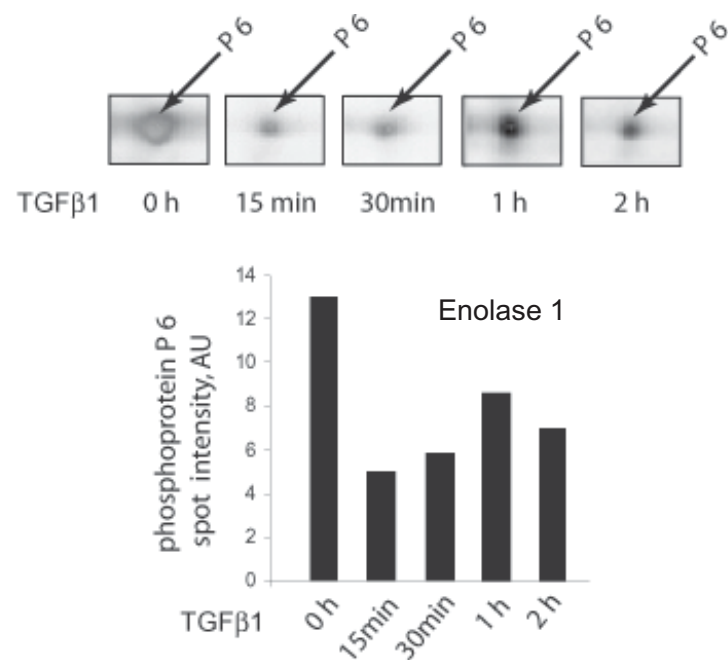 P 6 P 6 P 6 P 6 P 6
TGFβ1 0 h 15 min 30min 1 h 2 h
Enolase 1
phosphoprotein P 6
spot intensity, AU
14
12
10
8
6
4
2
0
TGFβ1 0 h 15min 30min 1 h 2 h